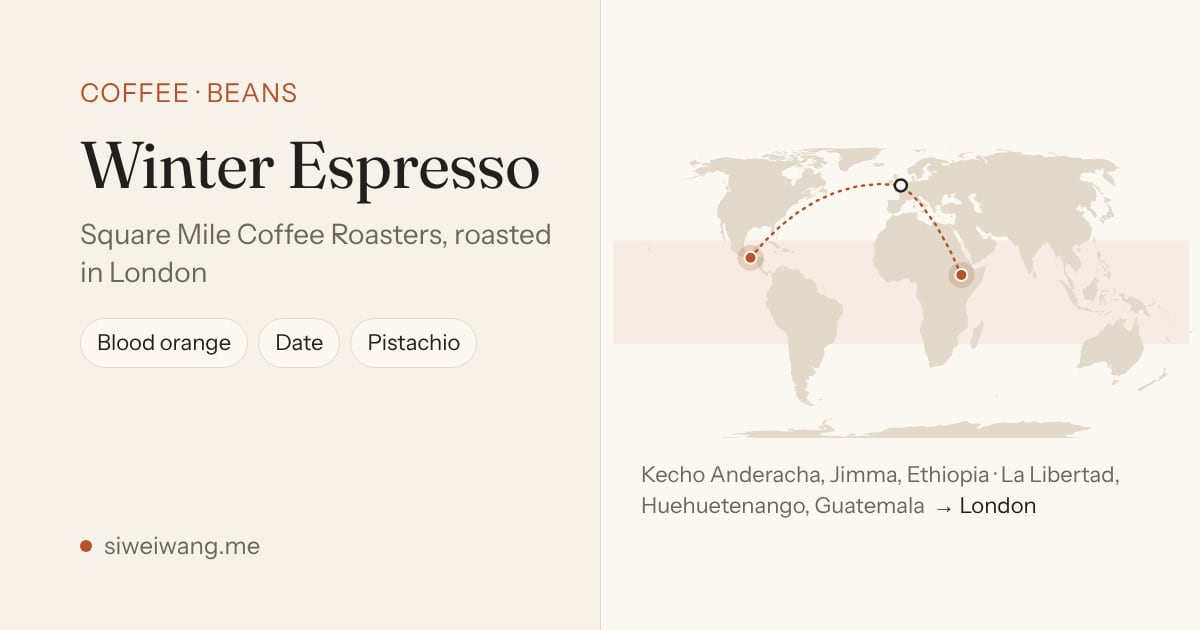 COFFEE · BEANS
Winter Espresso
Square Mile Coffee Roasters, roasted
in London
Blood orange
Date
Pistachio
siweiwang.me
Kecho Anderacha, Jimma, Ethiopia · La Libertad,
Huehuetenango, Guatemala → London